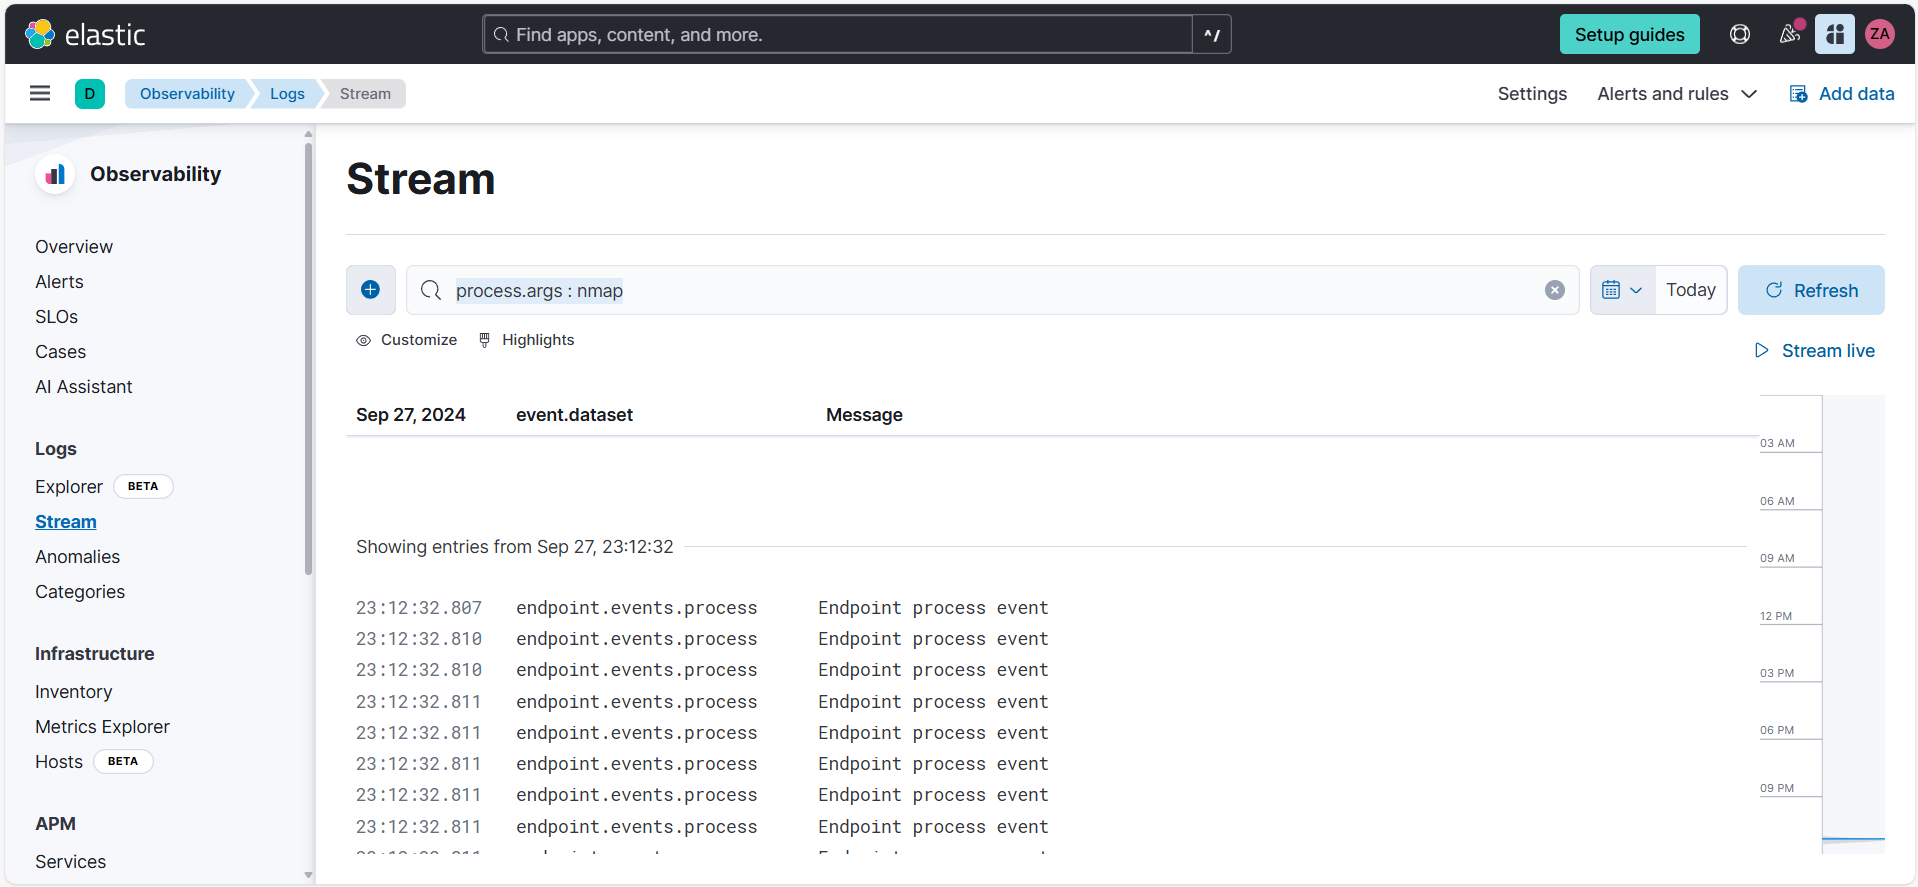 elastic
Find apps, content, and more.
^/
Setup guides
ZA
D
Observability
Logs
Stream
Settings
Alerts and rules
Add data
Observability
Overview
Alerts
SLOs
Cases
AI Assistant
Logs
Explorer BETA
Stream
Anomalies
Categories
Infrastructure
Inventory
Metrics Explorer
Hosts BETA
APM
Services
Stream
process.args : nmap
Today
Refresh
Customize
Highlights
Stream live
Sep 27, 2024 event.dataset Message
Showing entries from Sep 27, 23:12:32
23:12:32.807 endpoint.events.process Endpoint process event
23:12:32.810 endpoint.events.process Endpoint process event
23:12:32.810 endpoint.events.process Endpoint process event
23:12:32.811 endpoint.events.process Endpoint process event
23:12:32.811 endpoint.events.process Endpoint process event
23:12:32.811 endpoint.events.process Endpoint process event
23:12:32.811 endpoint.events.process Endpoint process event
23:12:32.811 endpoint.events.process Endpoint process event
03 AM
06 AM
09 AM
12 PM
03 PM
06 PM
09 PM